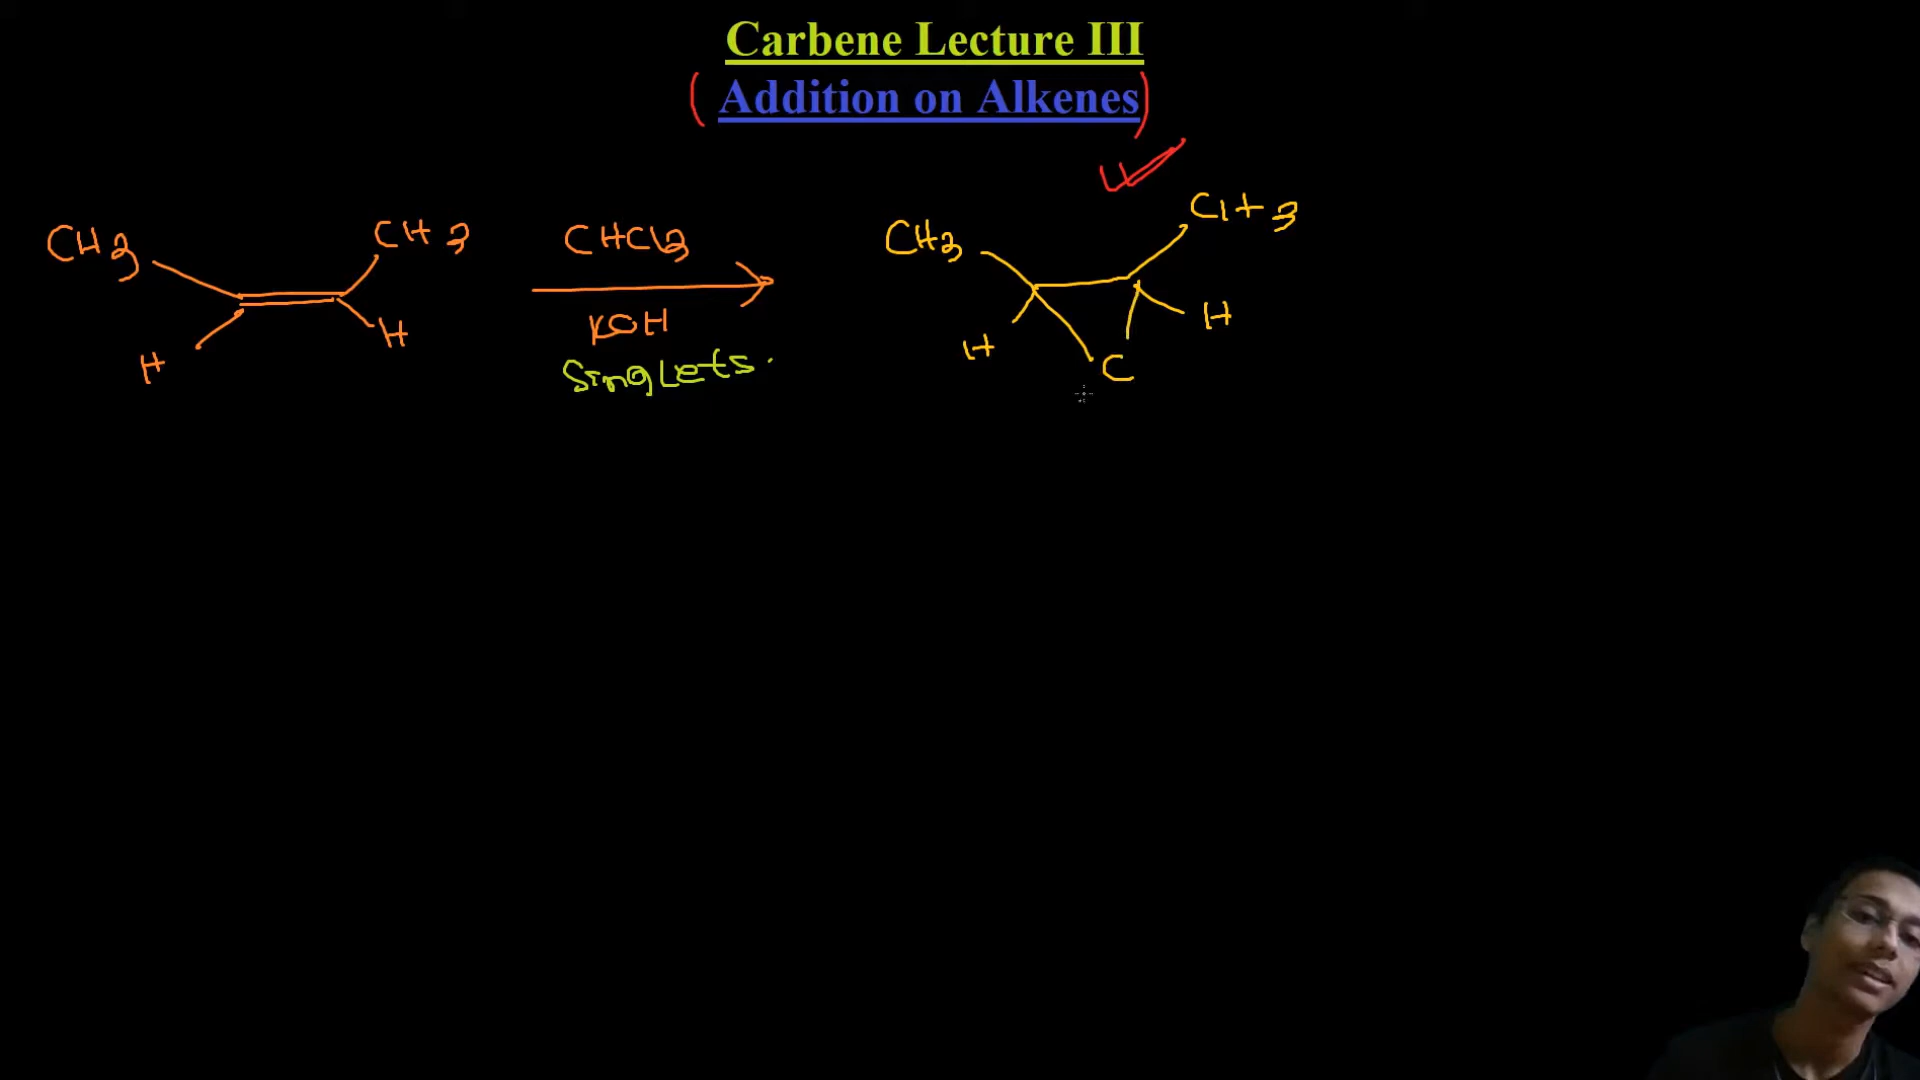 Carbene Lecture III
( Addition on Alkenes)
CH3 CH3 CHCl3 CH3 CH3
H H KOH H H
Singlets. C